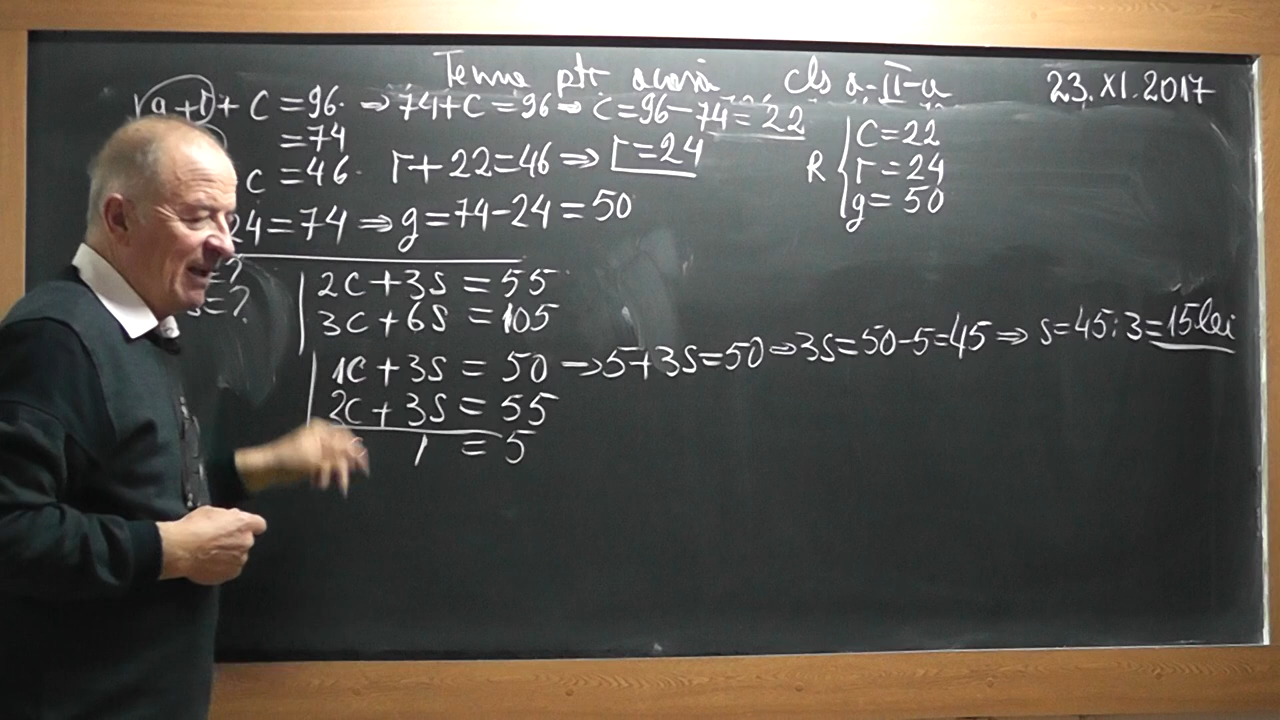 Tema ptr acasă cls a-II-a 23.XI.2017
+ c = 96 ⇒ 74+c = 96 ⇒ c = 96-74 = 22
= 74
c = 46 r + 22 = 46 ⇒ r = 24
24 = 74 ⇒ g = 74-24 = 50
R { c = 22
r = 24
g = 50
=?
s=?
2c + 3s = 55
3c + 6s = 105
1c + 3s = 50 → 5+3s=50 ⇒ 3s=50-5=45 ⇒ s=45:3=15 lei
2c + 3s = 55
1 = 5